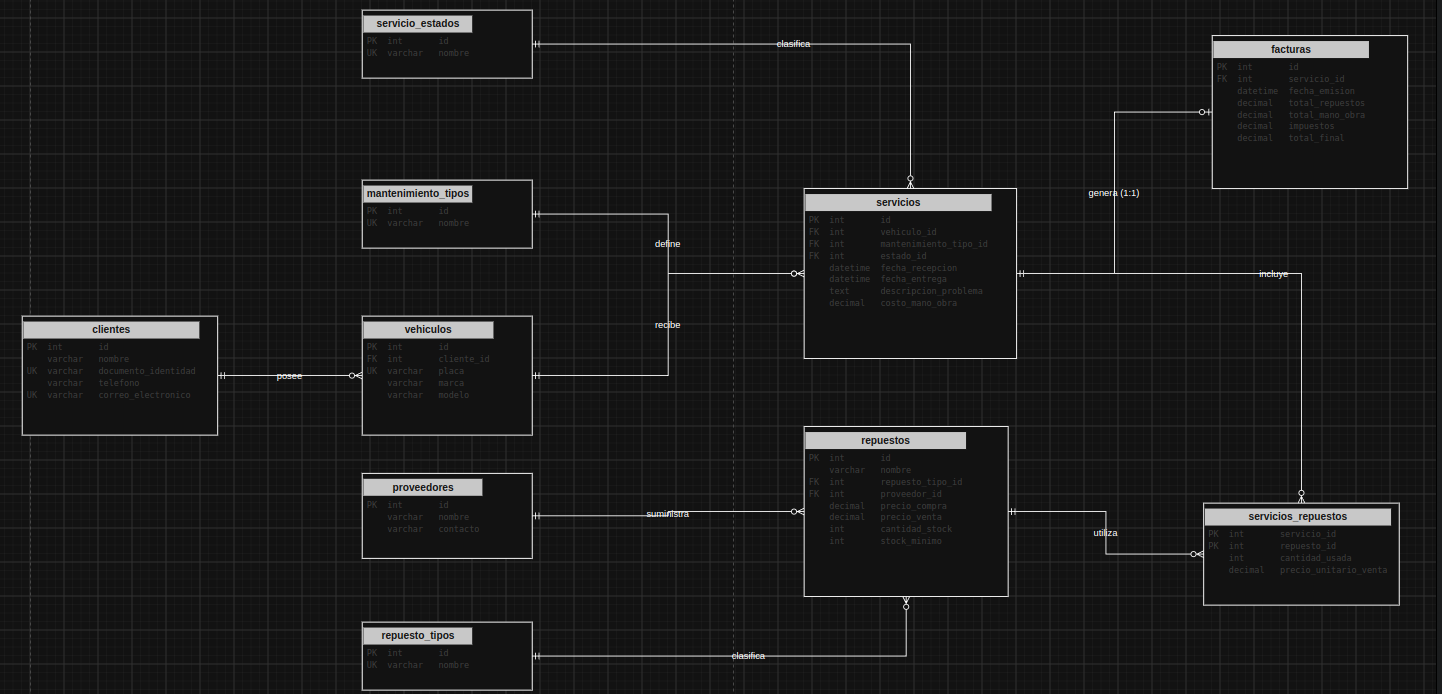 servicio_estados
PK int id
UK varchar nombre
clasifica
facturas
PK int id
FK int servicio_id
datetime fecha_emision
decimal total_repuestos
decimal total_mano_obra
decimal impuestos
decimal total_final
mantenimiento_tipos
PK int id
UK varchar nombre
define
genera (1:1)
servicios
PK int id
FK int vehiculo_id
FK int mantenimiento_tipo_id
FK int estado_id
datetime fecha_recepcion
datetime fecha_entrega
text descripcion_problema
decimal costo_mano_obra
incluye
clientes
PK int id
varchar nombre
UK varchar documento_identidad
varchar telefono
UK varchar correo_electronico
posee
vehiculos
PK int id
FK int cliente_id
UK varchar placa
varchar marca
varchar modelo
recibe
proveedores
PK int id
varchar nombre
varchar contacto
suministra
repuestos
PK int id
varchar nombre
FK int repuesto_tipo_id
FK int proveedor_id
decimal precio_compra
decimal precio_venta
int cantidad_stock
int stock_minimo
utiliza
servicios_repuestos
PK int servicio_id
PK int repuesto_id
int cantidad_usada
decimal precio_unitario_venta
repuesto_tipos
PK int id
UK varchar nombre
clasifica